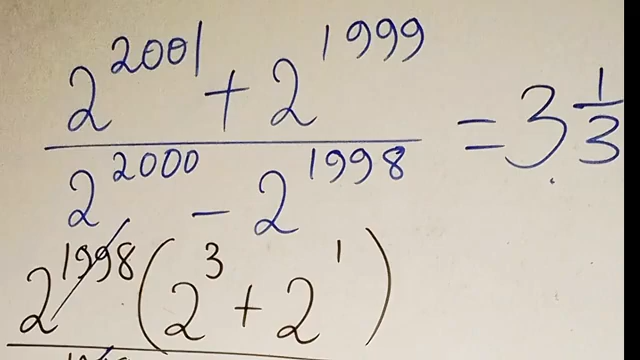 2^2001 + 2^1999 / 2^2000 - 2^1998 = 3 1/3
2^1998 (2^3 + 2^1)